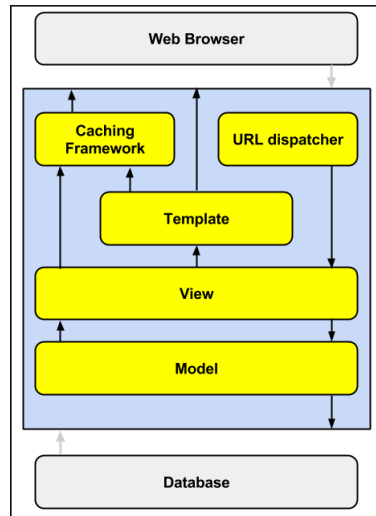 Web Browser
Caching
Framework
URL dispatcher
Template
View
Model
Database